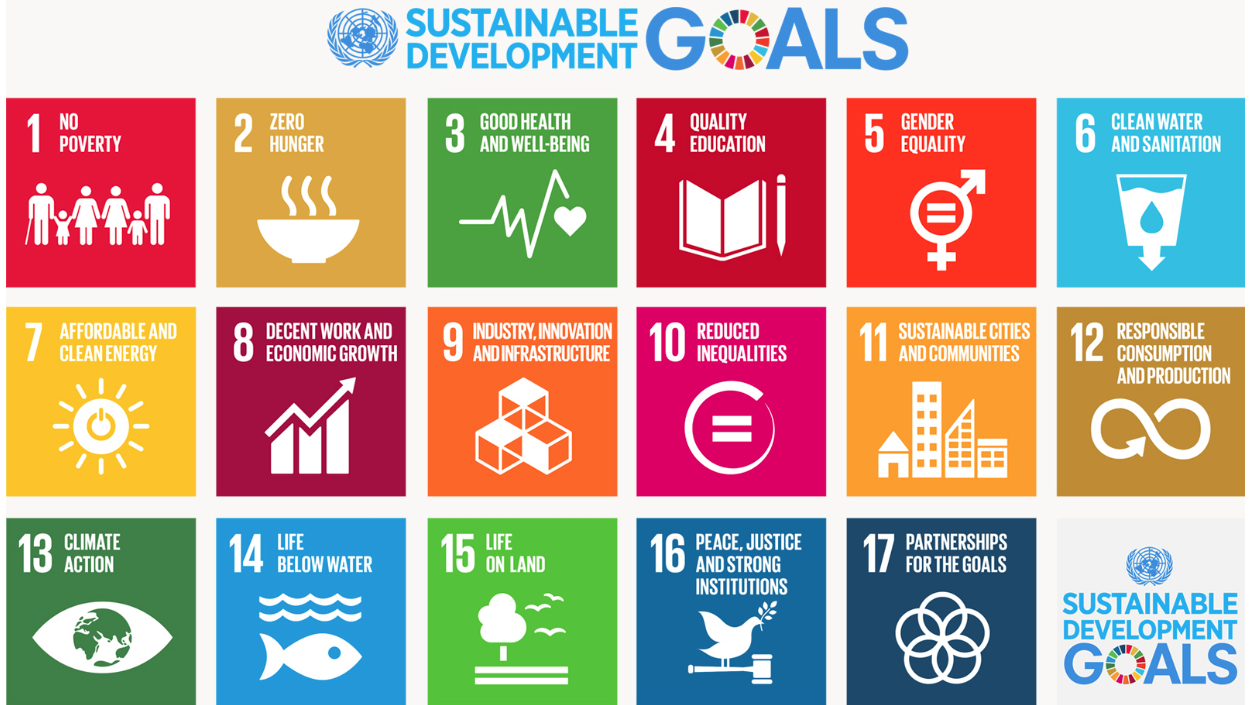 SUSTAINABLE
DEVELOPMENT
GOALS
1 NO
POVERTY
2 ZERO
HUNGER
3 GOOD HEALTH
AND WELL-BEING
4 QUALITY
EDUCATION
5 GENDER
EQUALITY
6 CLEAN WATER
AND SANITATION
7 AFFORDABLE AND
CLEAN ENERGY
8 DECENT WORK AND
ECONOMIC GROWTH
9 INDUSTRY, INNOVATION
AND INFRASTRUCTURE
10 REDUCED
INEQUALITIES
11 SUSTAINABLE CITIES
AND COMMUNITIES
12 RESPONSIBLE
CONSUMPTION
AND PRODUCTION
13 CLIMATE
ACTION
14 LIFE
BELOW WATER
15 LIFE
ON LAND
16 PEACE, JUSTICE
AND STRONG
INSTITUTIONS
17 PARTNERSHIPS
FOR THE GOALS
SUSTAINABLE
DEVELOPMENT
GOALS